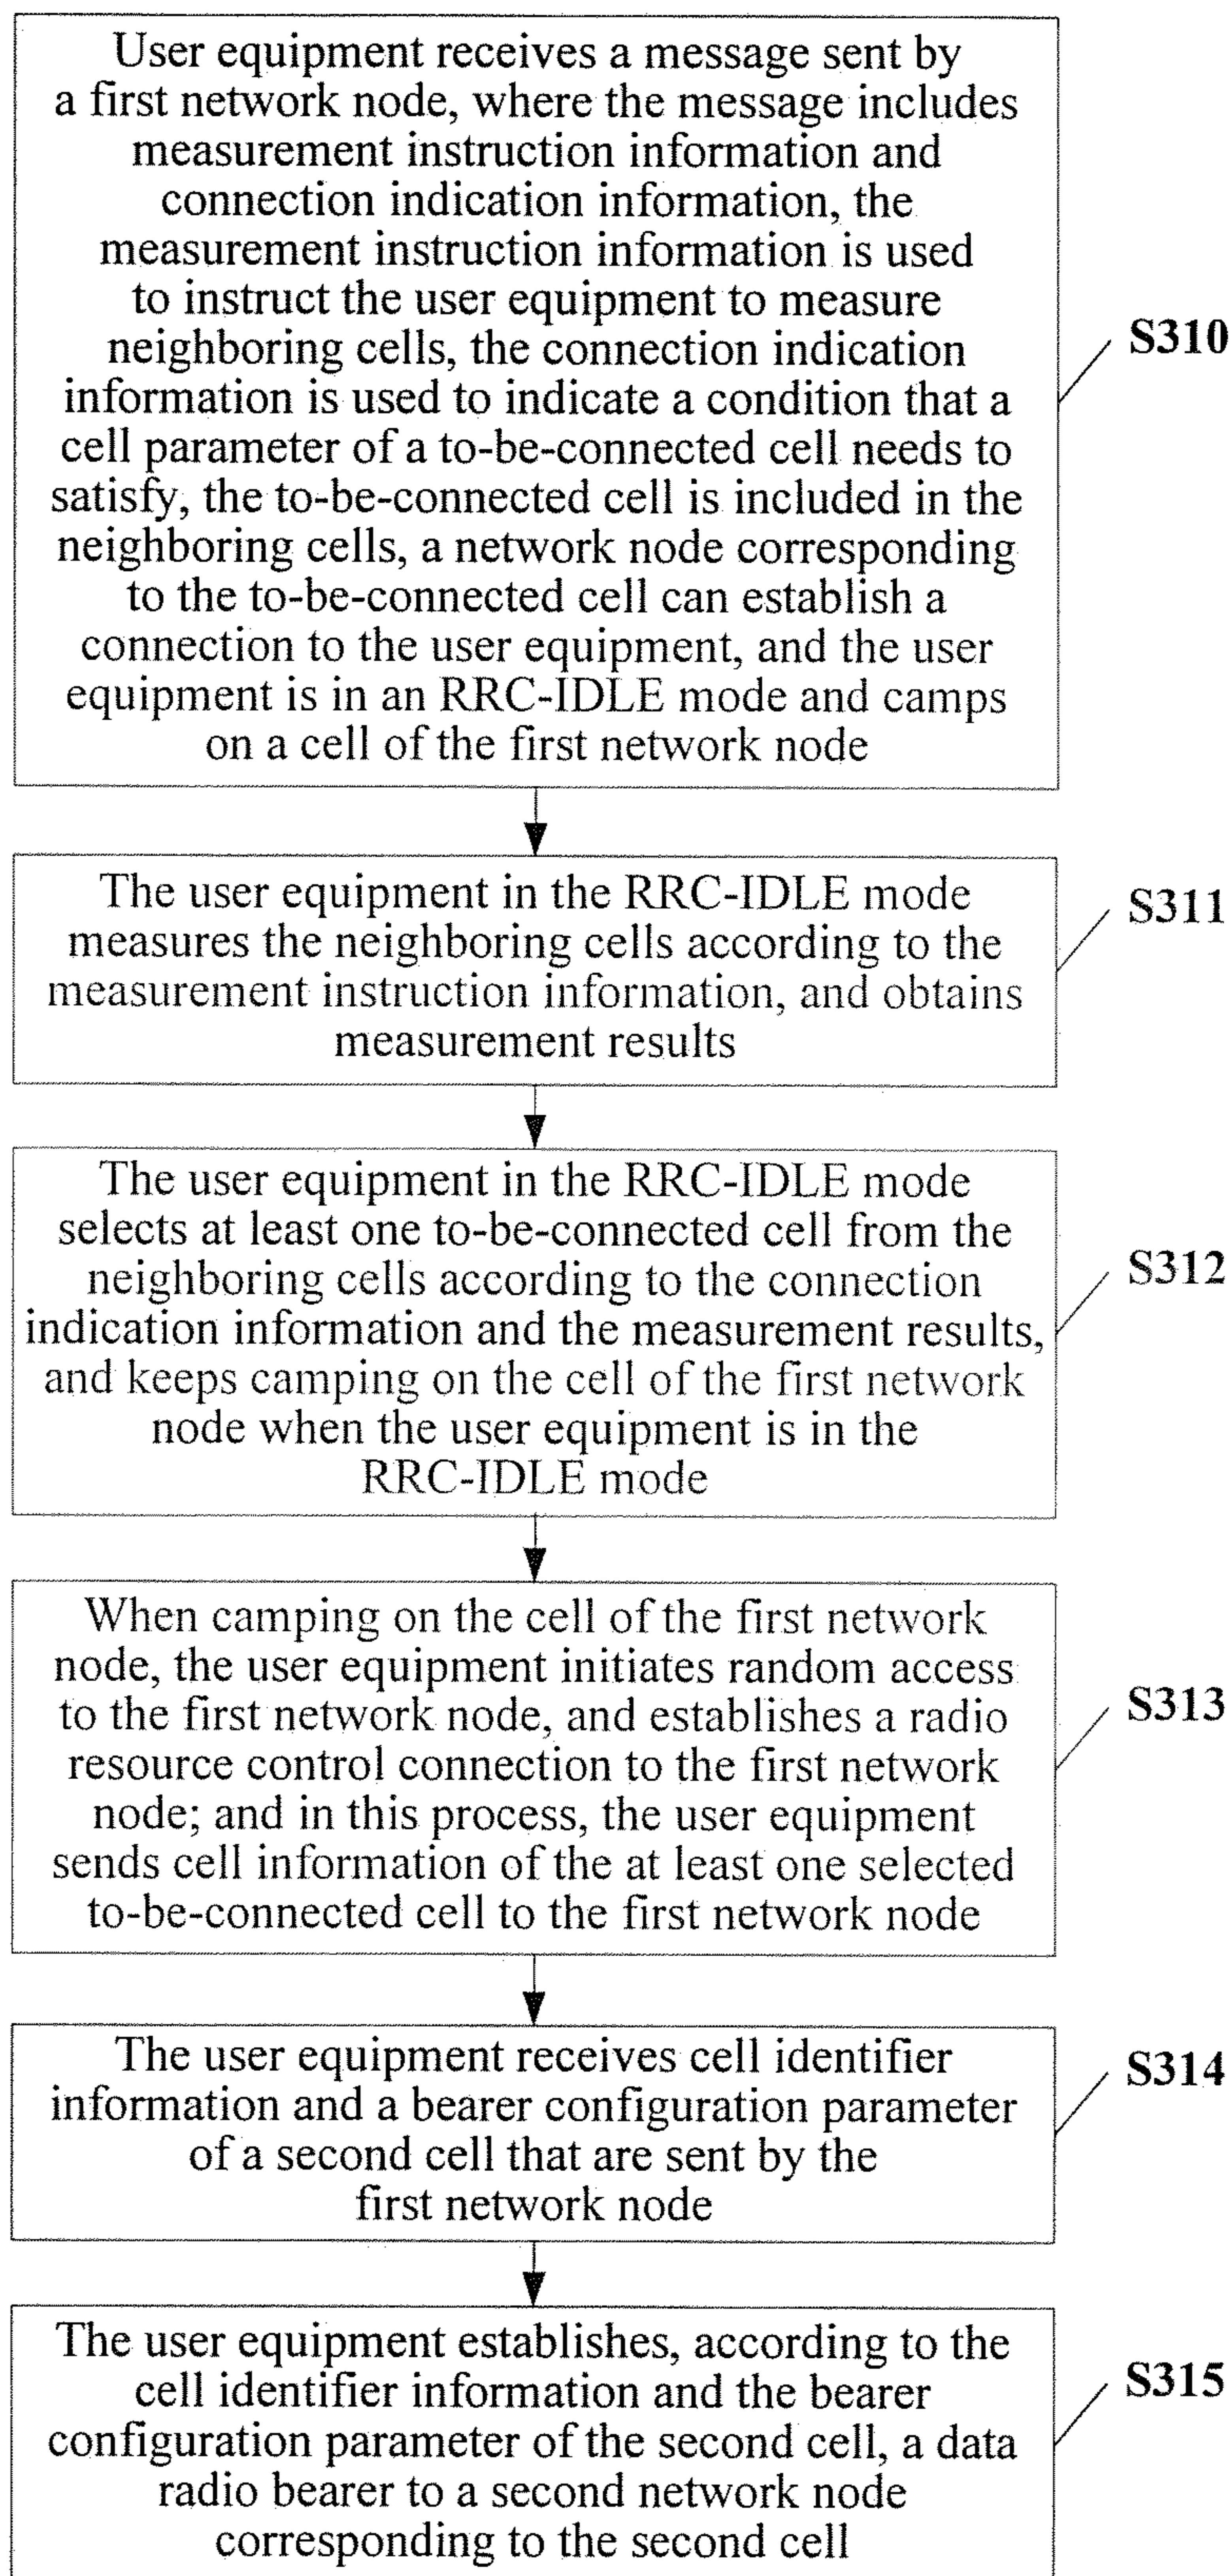 User equipment receives a message sent by
a first network node, where the message includes
measurement instruction information and
connection indication information, the
measurement instruction information is used
to instruct the user equipment to measure
neighboring cells, the connection indication
information is used to indicate a condition that a
cell parameter of a to-be-connected cell needs to
satisfy, the to-be-connected cell is included in the
neighboring cells, a network node corresponding
to the to-be-connected cell can establish a
connection to the user equipment, and the user
equipment is in an RRC-IDLE mode and camps
on a cell of the first network node
S310
The user equipment in the RRC-IDLE mode
measures the neighboring cells according to the
measurement instruction information, and obtains
measurement results
S311
The user equipment in the RRC-IDLE mode
selects at least one to-be-connected cell from the
neighboring cells according to the connection
indication information and the measurement results,
and keeps camping on the cell of the first network
node when the user equipment is in the
RRC-IDLE mode
S312
When camping on the cell of the first network
node, the user equipment initiates random access
to the first network node, and establishes a radio
resource control connection to the first network
node; and in this process, the user equipment
sends cell information of the at least one selected
to-be-connected cell to the first network node
S313
The user equipment receives cell identifier
information and a bearer configuration parameter
of a second cell that are sent by the
first network node
S314
The user equipment establishes, according to the
cell identifier information and the bearer
configuration parameter of the second cell, a data
radio bearer to a second network node
corresponding to the second cell
S315